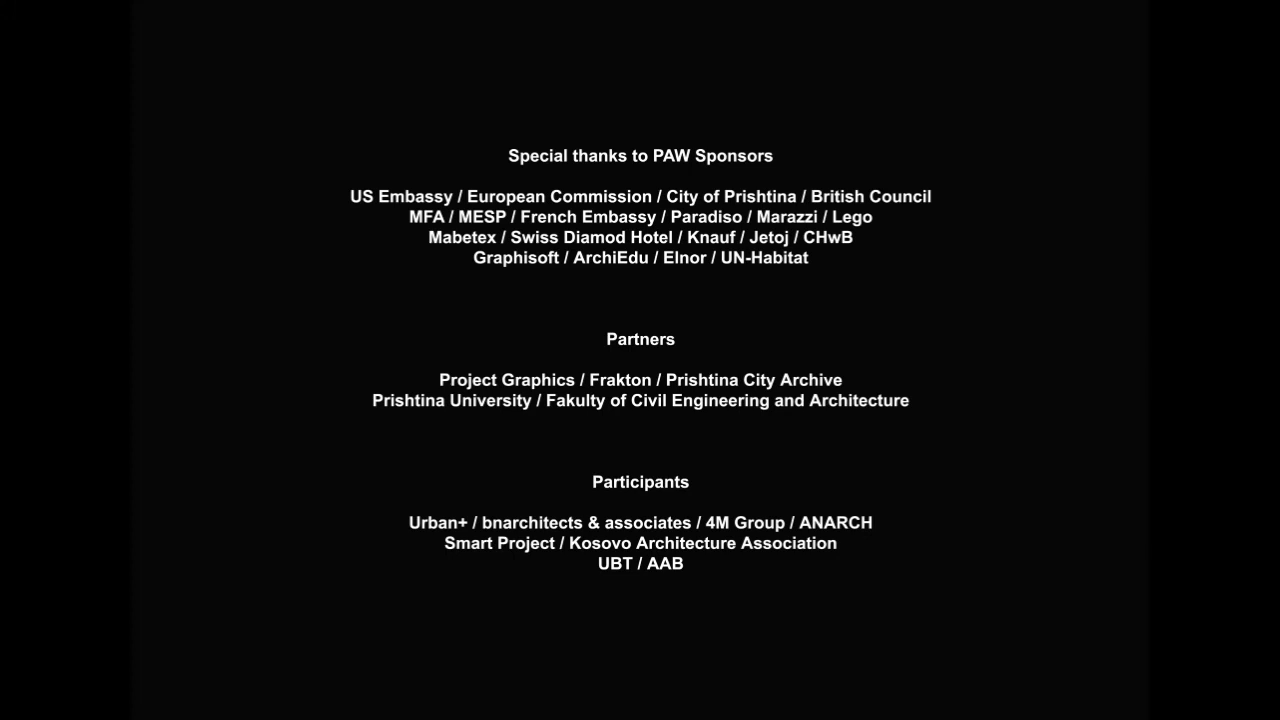 Special thanks to PAW Sponsors
US Embassy / European Commission / City of Prishtina / British Council
MFA / MESP / French Embassy / Paradiso / Marazzi / Lego
Mabetex / Swiss Diamod Hotel / Knauf / Jetoj / CHwB
Graphisoft / ArchiEdu / Elnor / UN-Habitat
Partners
Project Graphics / Frakton / Prishtina City Archive
Prishtina University / Fakulty of Civil Engineering and Architecture
Participants
Urban+ / bnarchitects & associates / 4M Group / ANARCH
Smart Project / Kosovo Architecture Association
UBT / AAB